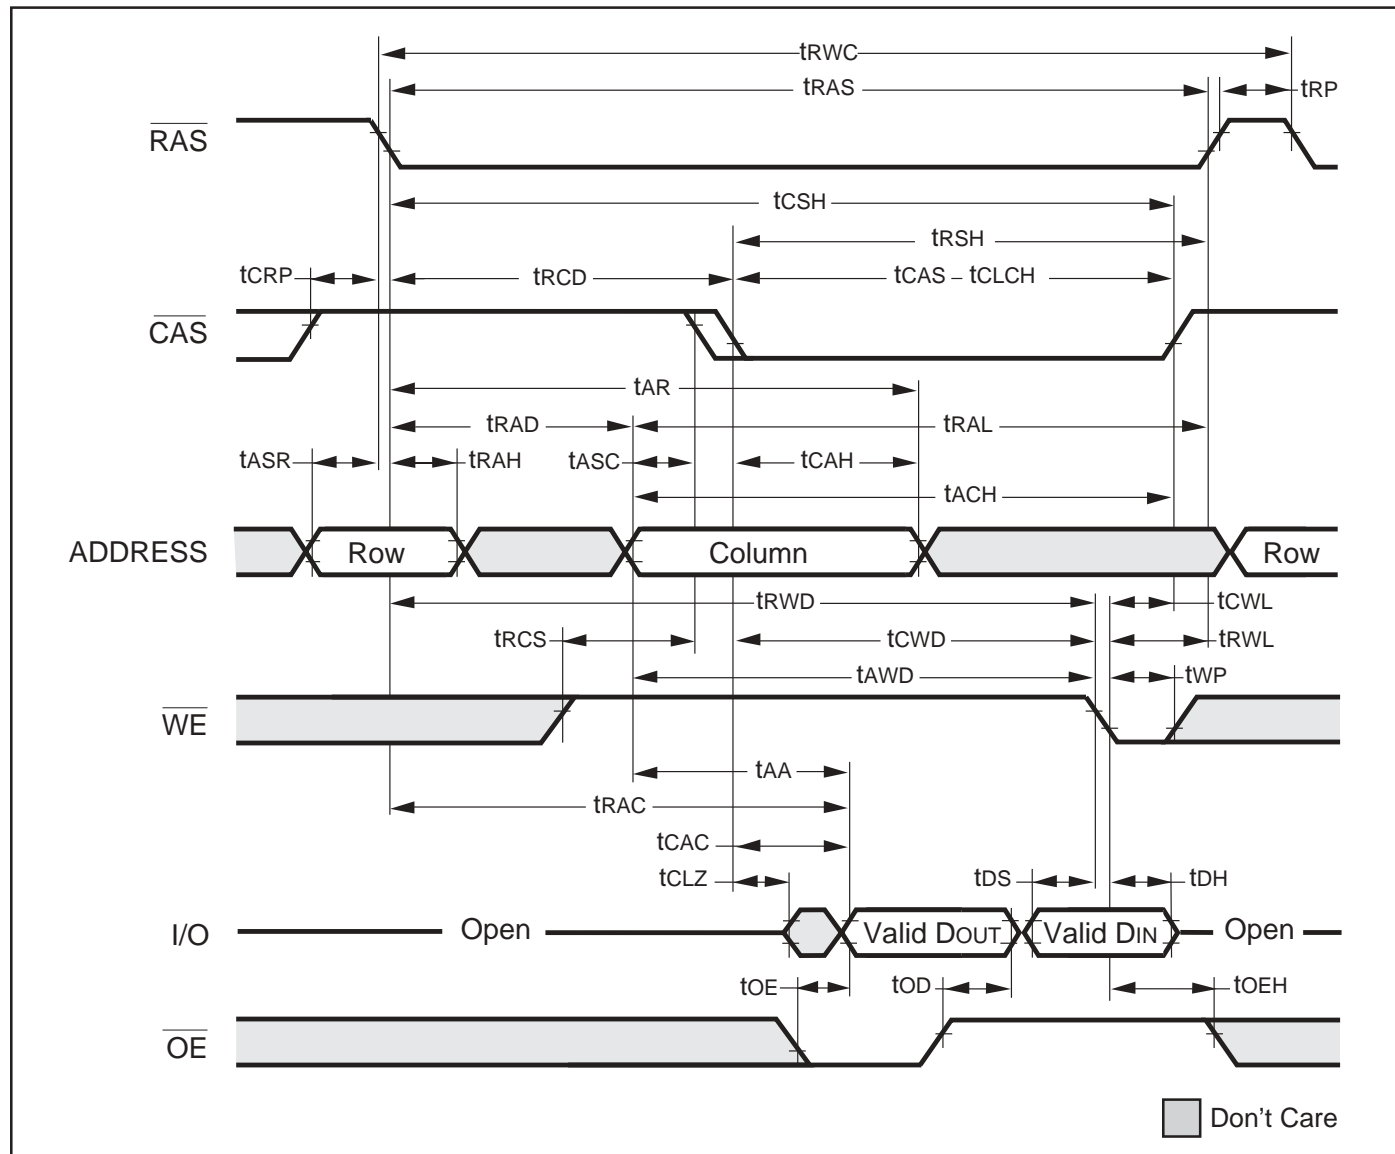 tRWC
tRAS
tRP
RAS
tCSH
tRSH
tCRP
tRCD
tCAS – tCLCH
CAS
tAR
tRAD
tRAL
tASR
tRAH
tASC
tCAH
tACH
ADDRESS
Row
Column
Row
tRWD
tCWL
tRCS
tCWD
tRWL
tAWD
tWP
WE
tAA
tRAC
tCAC
tCLZ
tDS
tDH
I/O
Open
Valid DOUT
Valid DIN
Open
tOE
tOD
tOEH
OE
Don't Care